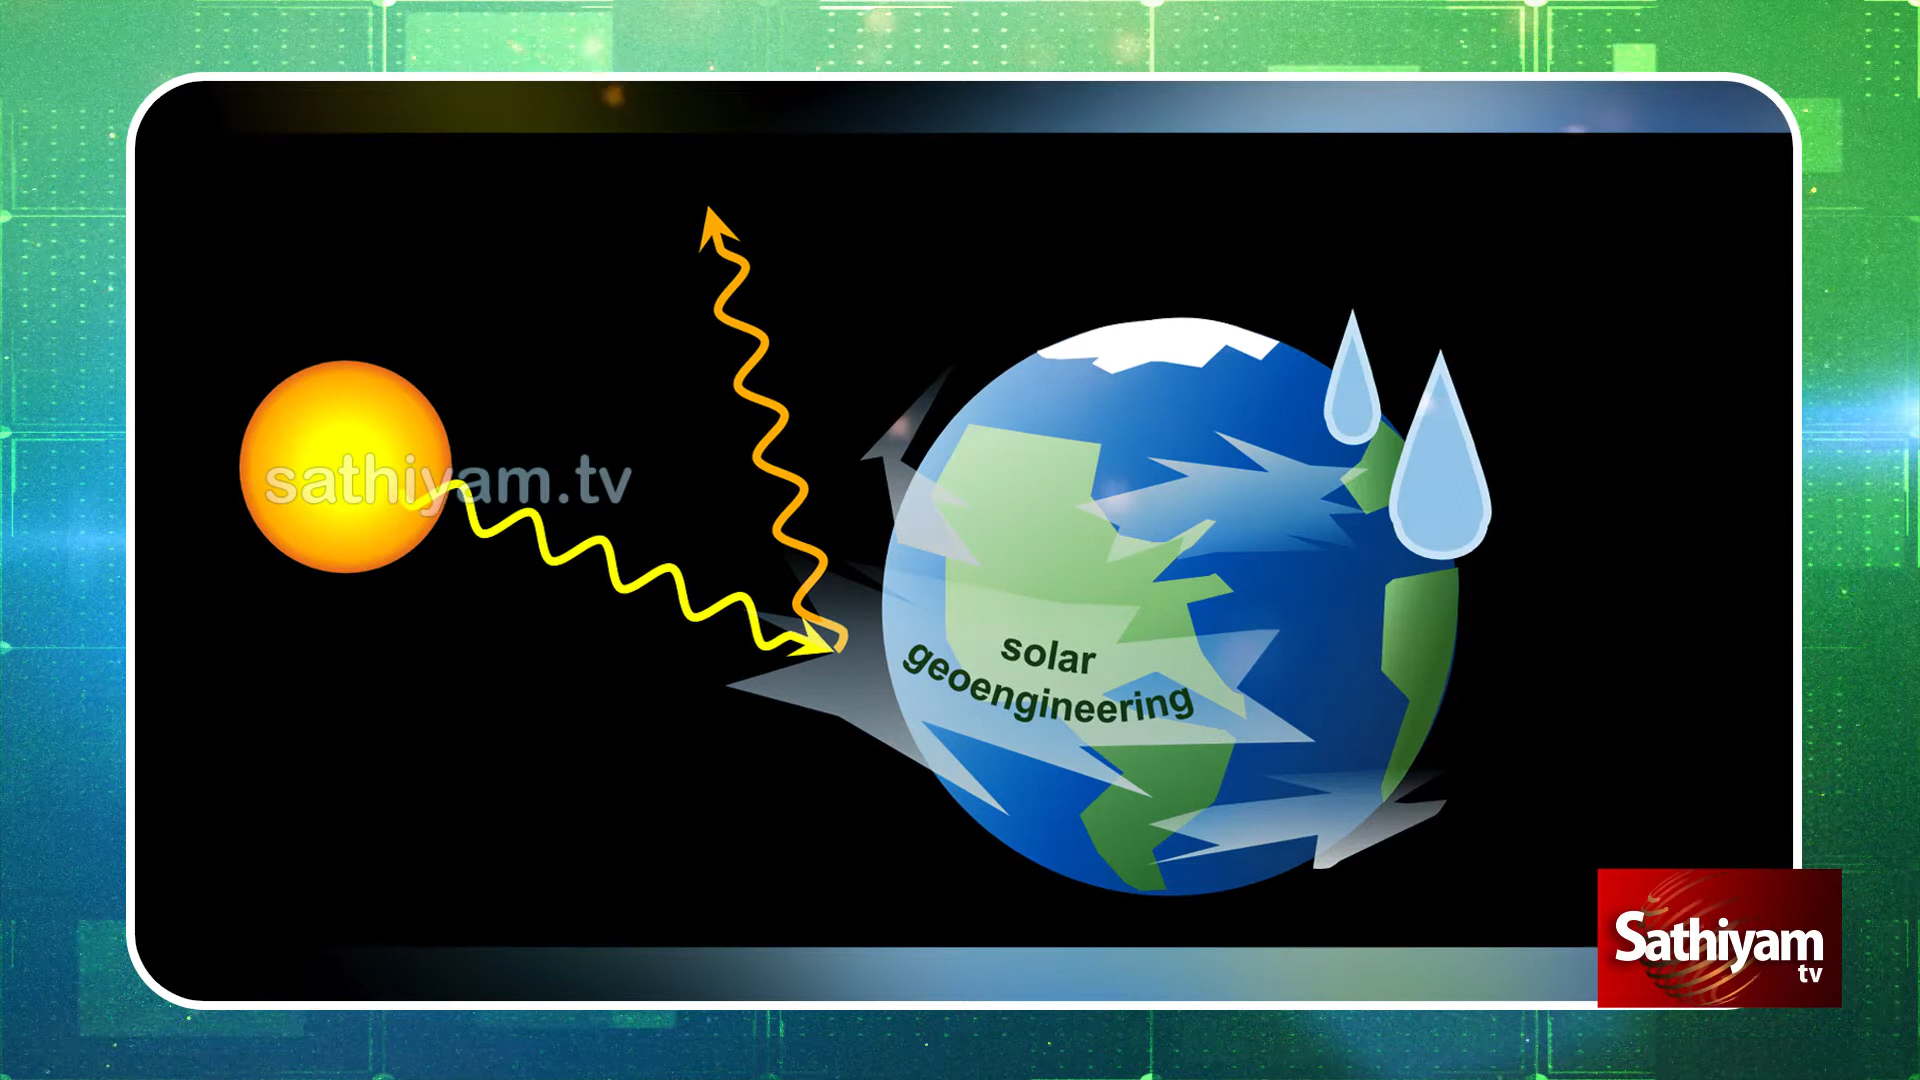 sathiyam.tv
solar
geoengineering
Sathiyam
tv